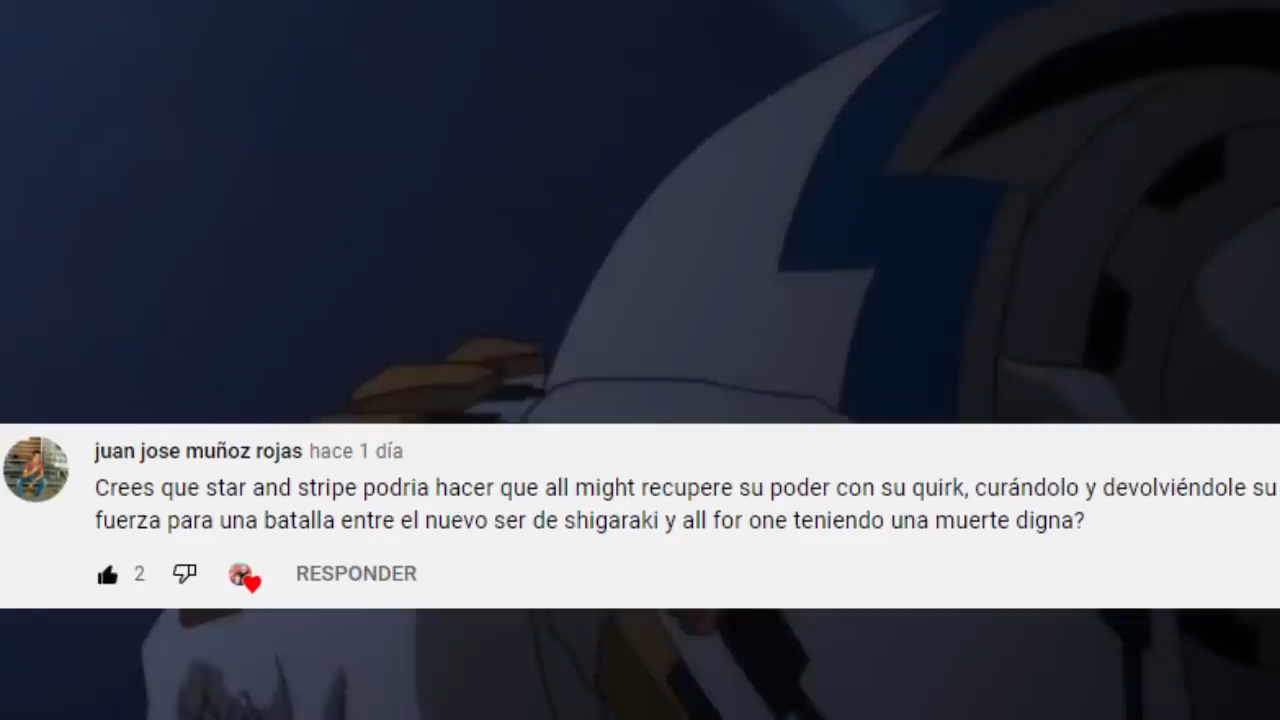 juan jose muñoz rojas hace 1 día
Crees que star and stripe podria hacer que all might recupere su poder con su quirk, curándolo y devolviéndole su
fuerza para una batalla entre el nuevo ser de shigaraki y all for one teniendo una muerte digna?
2 RESPONDER